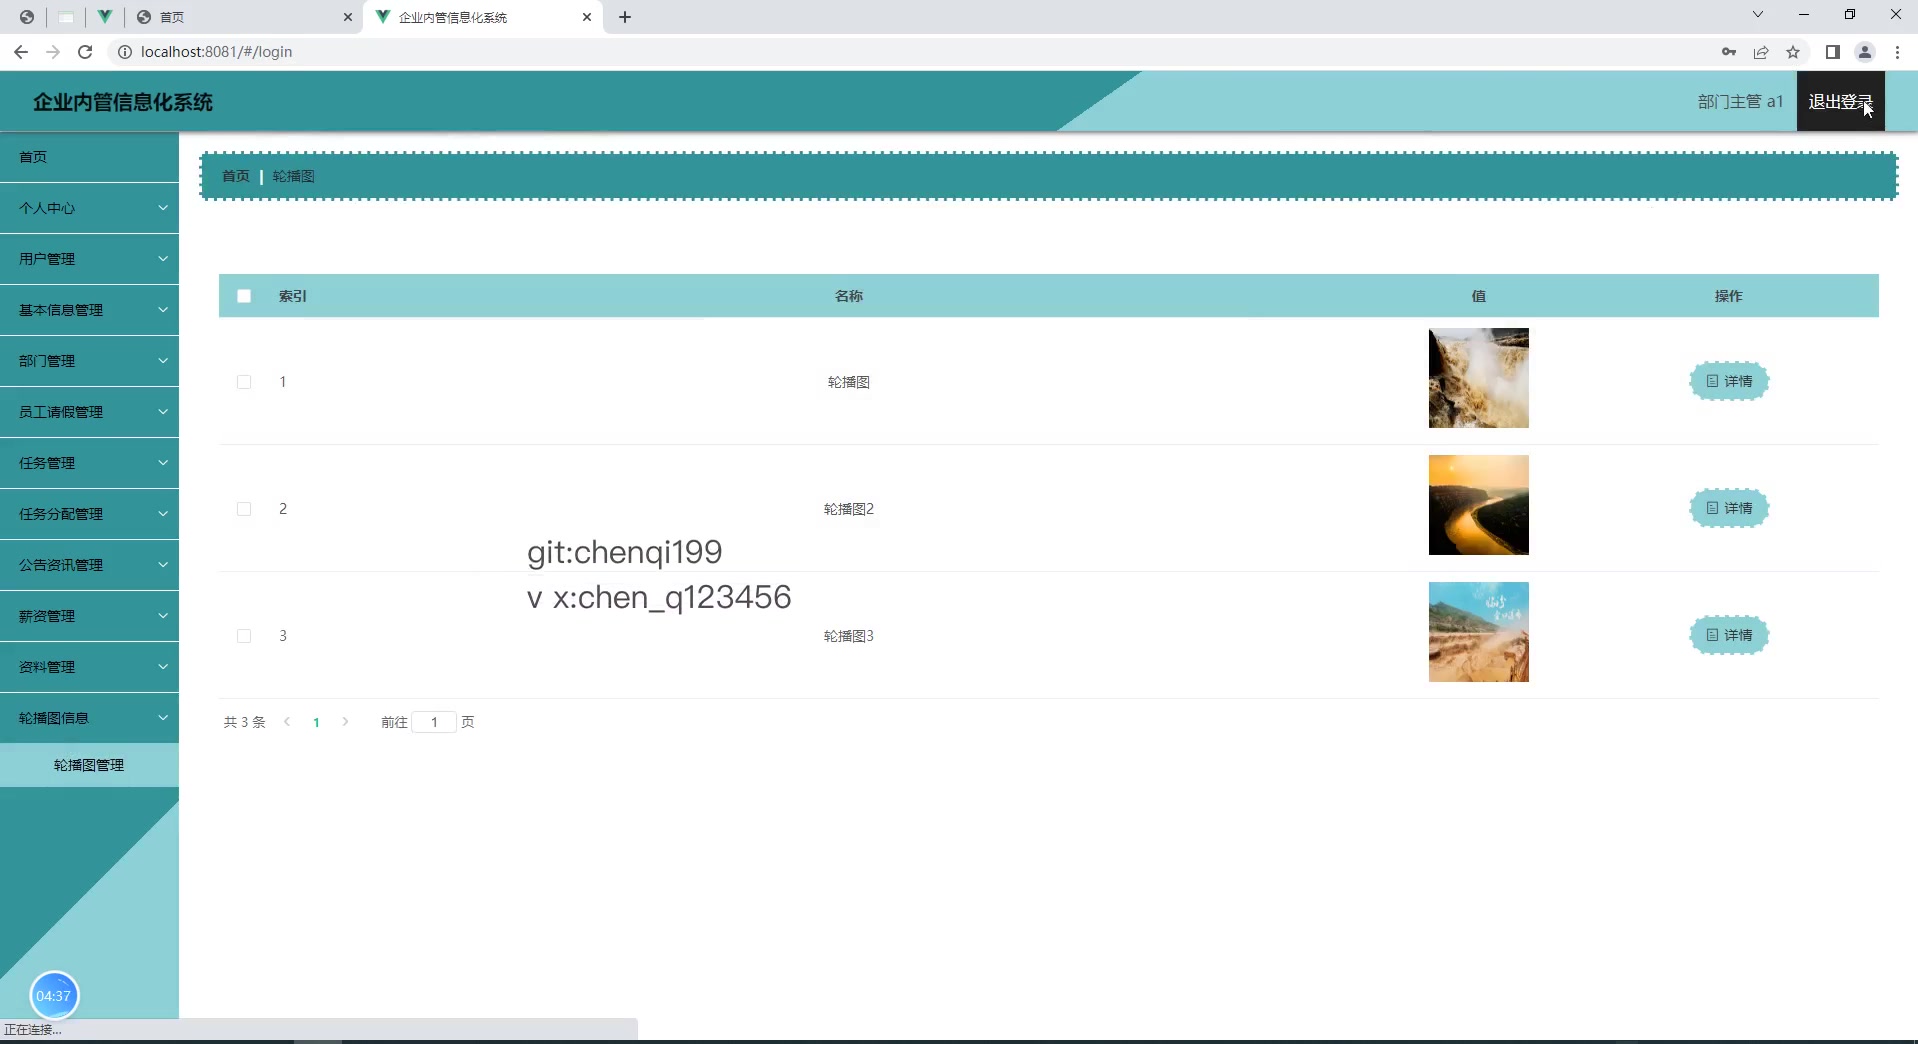 首页
企业内管信息化系统
localhost:8081/#/login
企业内管信息化系统
部门主管 a1
退出登录
首页
个人中心
用户管理
基本信息管理
部门管理
员工请假管理
任务管理
任务分配管理
公告资讯管理
薪资管理
资料管理
轮播图信息
轮播图管理
首页 | 轮播图
索引 名称 值 操作
1 轮播图 详情
2 轮播图2 详情
git:chenqi199
v x:chen_q123456
3 轮播图3 详情
共 3 条 1 前往 1 页
04:37
正在连接...